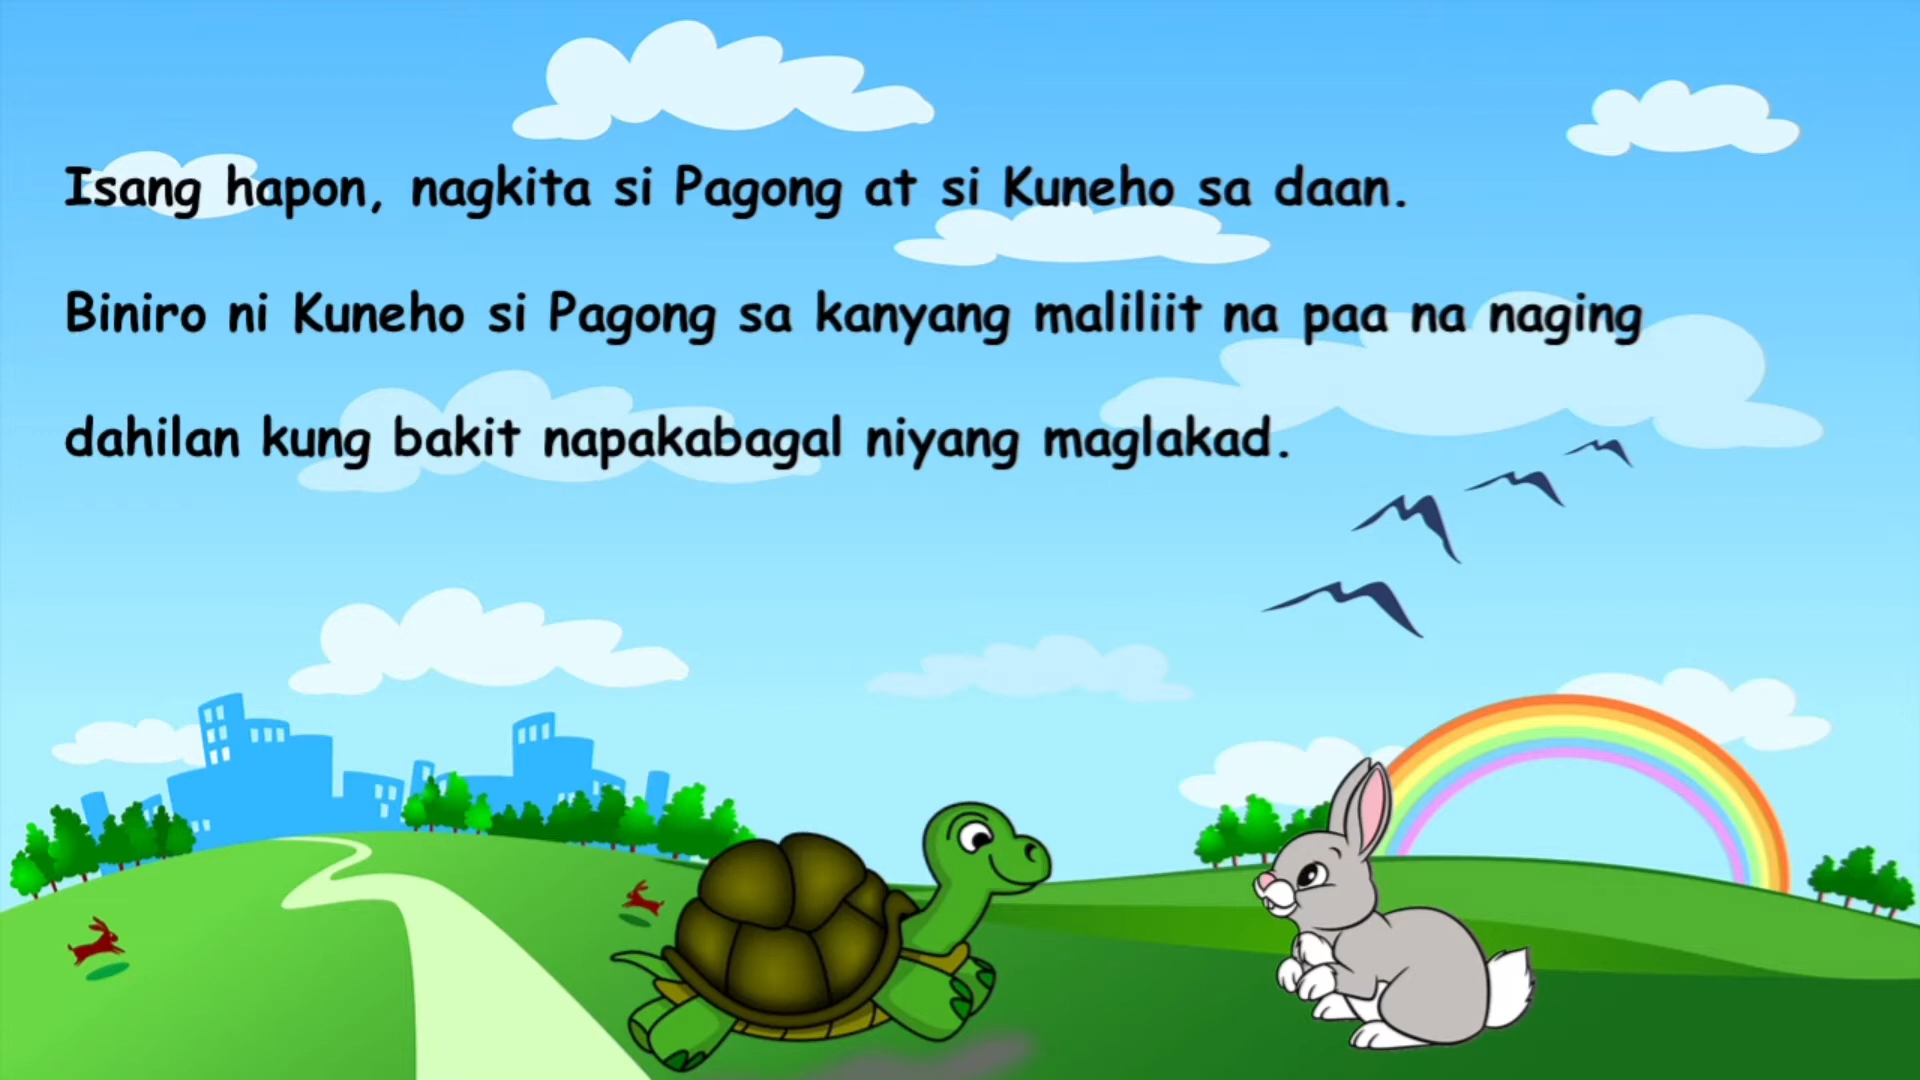 Isang hapon, nagkita si Pagong at si Kuneho sa daan.
Biniro ni Kuneho si Pagong sa kanyang maliliit na paa na naging
dahilan kung bakit napakabagal niyang maglakad.